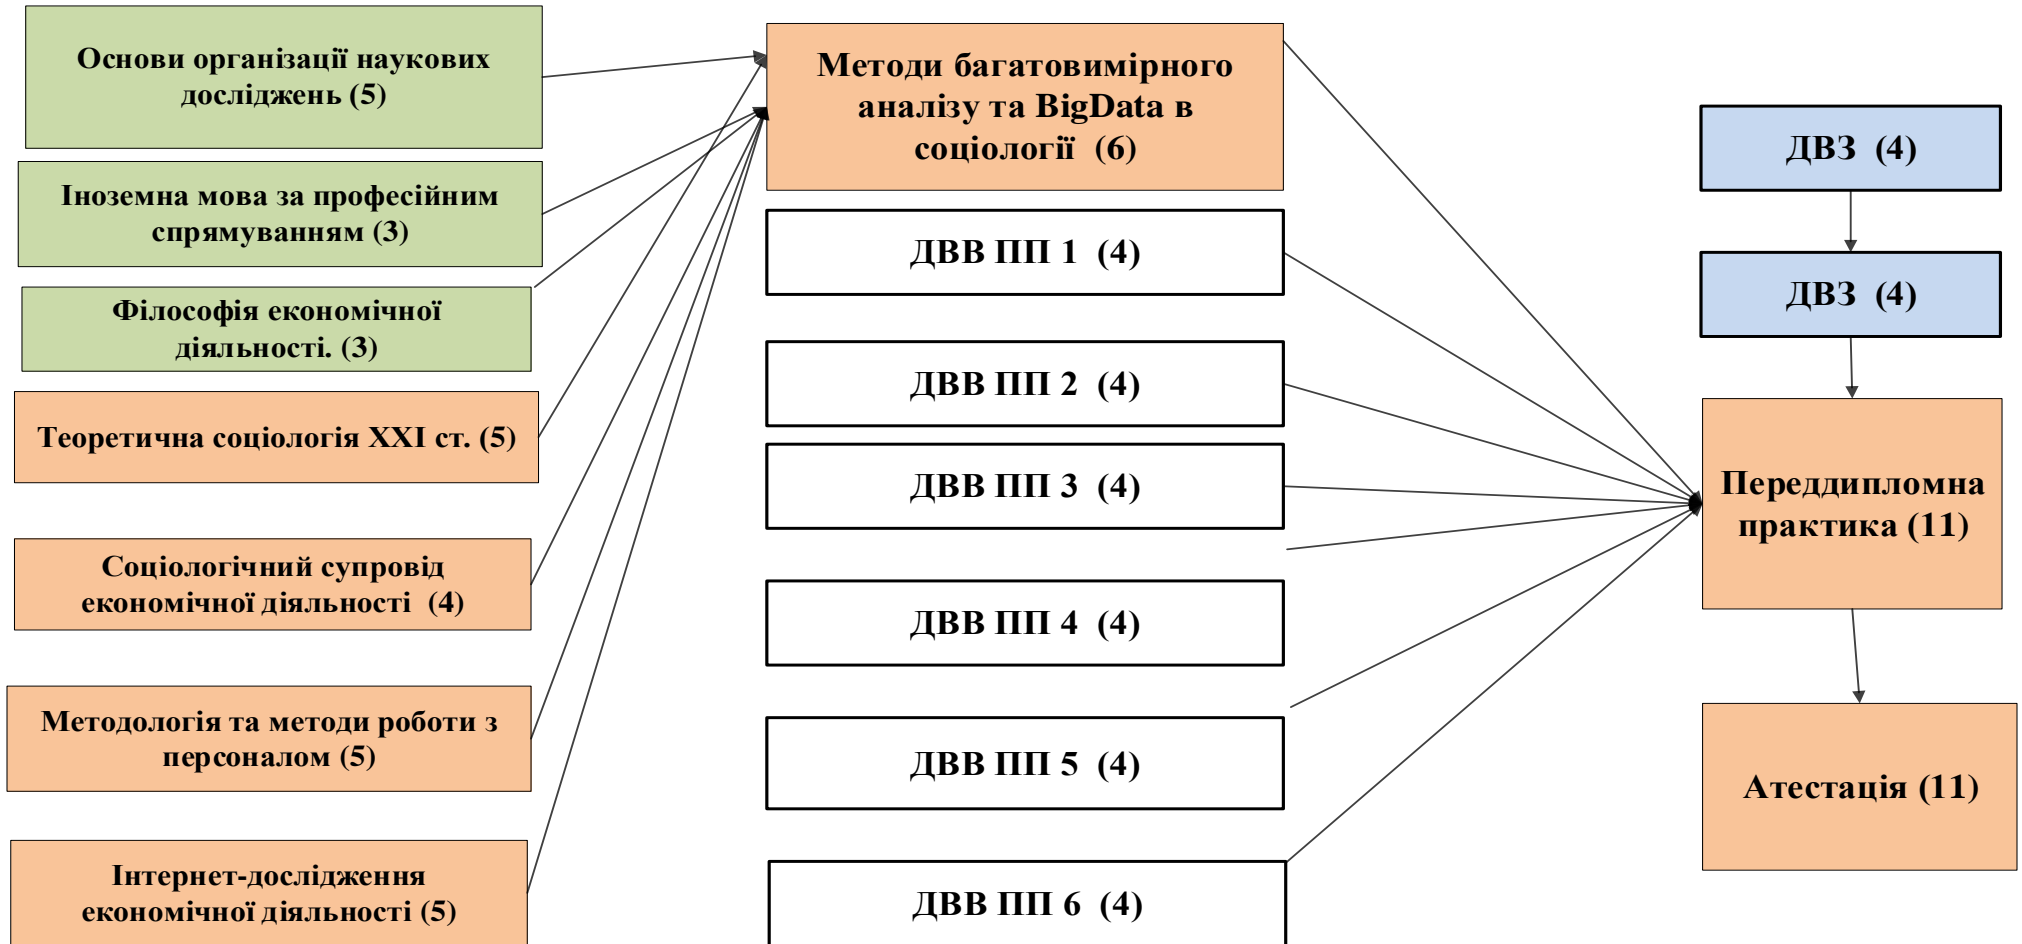 Основи організації наукових
досліджень (5)
Іноземна мова за професійним
спрямуванням (3)
Філософія економічної
діяльності. (3)
Теоретична соціологія ХХІ ст. (5)
Соціологічний супровід
економічної діяльності (4)
Методологія та методи роботи з
персоналом (5)
Інтернет-дослідження
економічної діяльності (5)
Методи багатовимірного
аналізу та BigData в
соціології (6)
ДВВ ПП 1 (4)
ДВВ ПП 2 (4)
ДВВ ПП 3 (4)
ДВВ ПП 4 (4)
ДВВ ПП 5 (4)
ДВВ ПП 6 (4)
ДВЗ (4)
ДВЗ (4)
Переддипломна
практика (11)
Атестація (11)